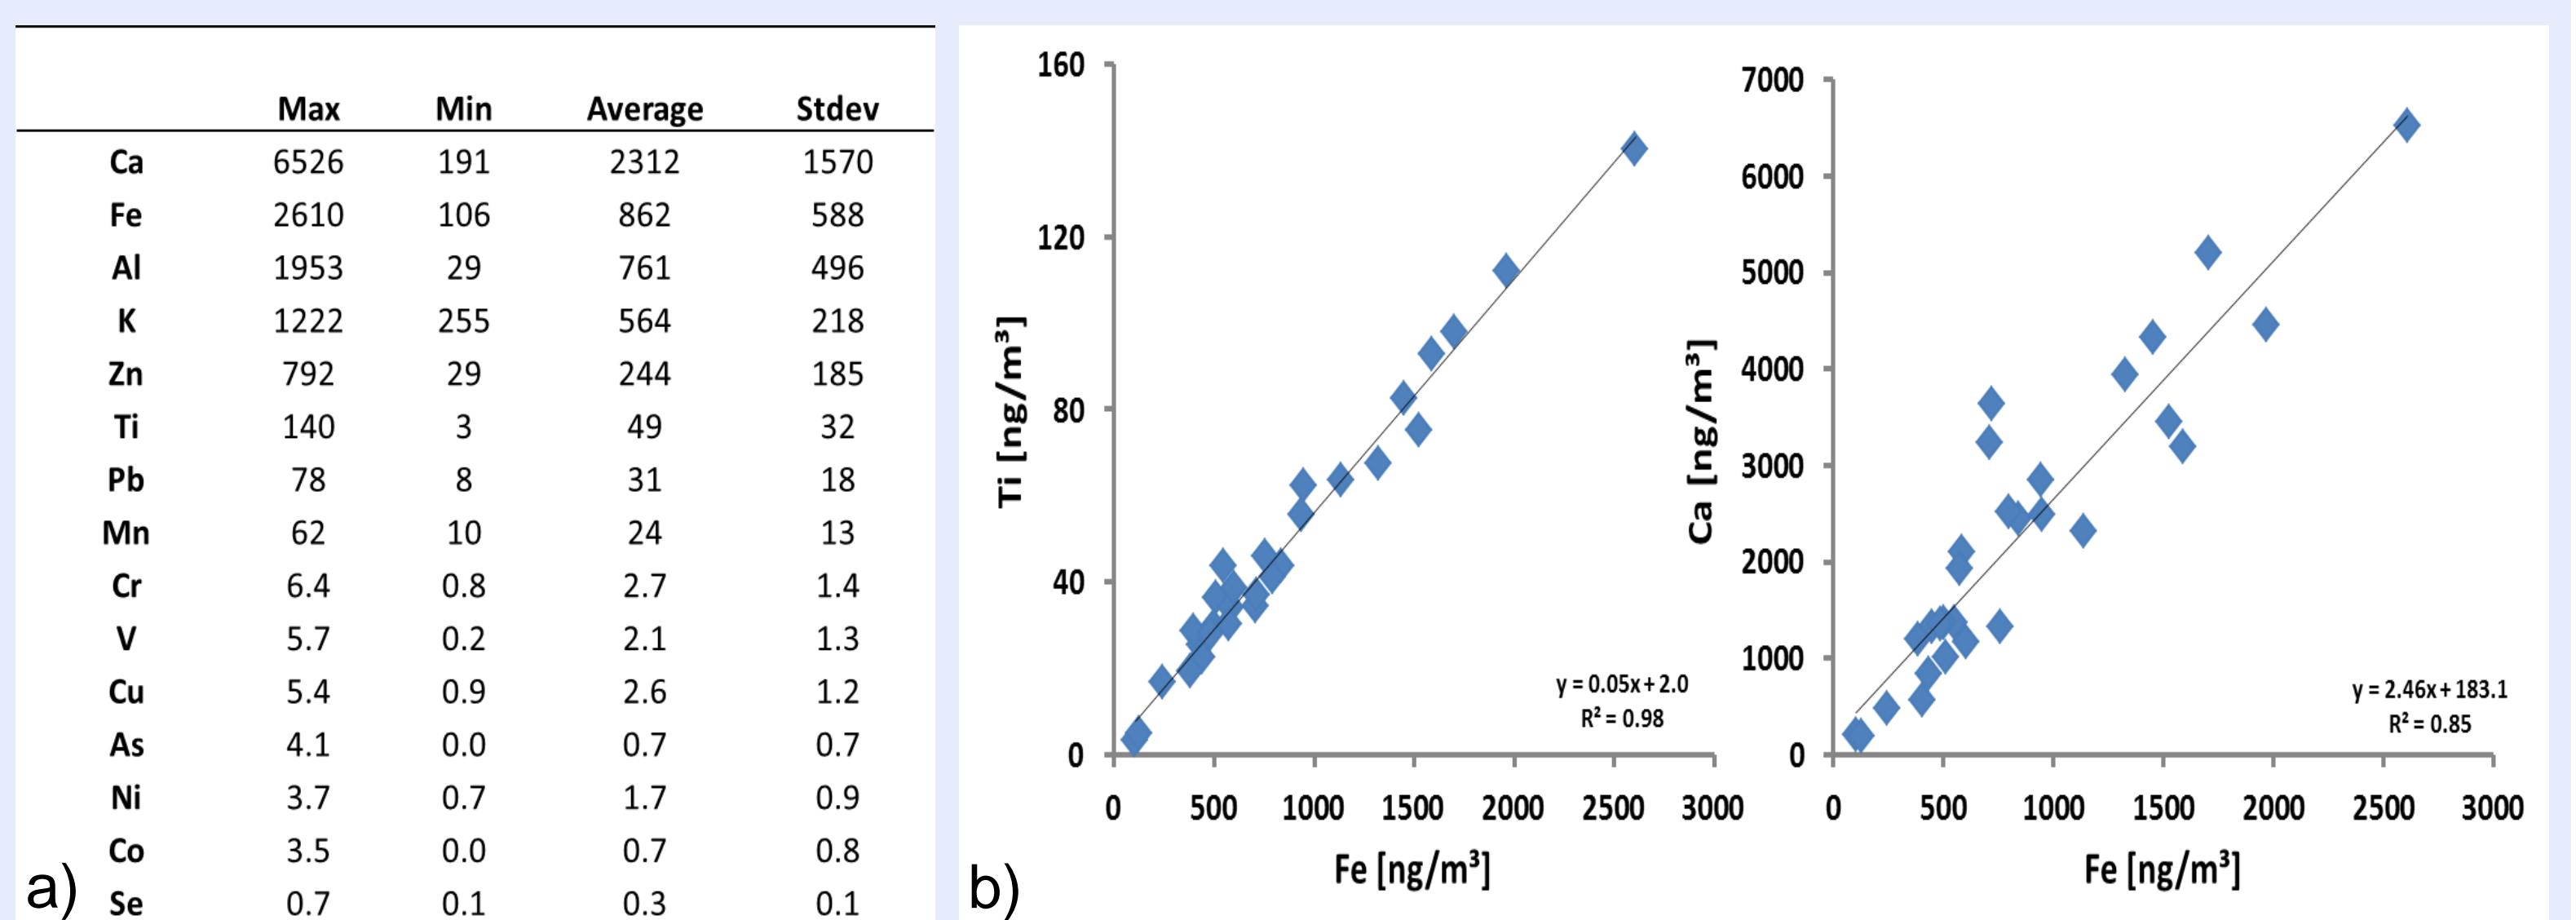 Max Min Average Stdev
Ca 6526 191 2312 1570
Fe 2610 106 862 588
Al 1953 29 761 496
K 1222 255 564 218
Zn 792 29 244 185
Ti 140 3 49 32
Pb 78 8 31 18
Mn 62 10 24 13
Cr 6.4 0.8 2.7 1.4
V 5.7 0.2 2.1 1.3
Cu 5.4 0.9 2.6 1.2
As 4.1 0.0 0.7 0.7
Ni 3.7 0.7 1.7 0.9
Co 3.5 0.0 0.7 0.8
Se 0.7 0.1 0.3 0.1
a)
160
120
80
40
0
Ti [ng/m³]
y = 0.05x + 2.0
R² = 0.98
0 500 1000 1500 2000 2500 3000
Fe [ng/m³]
7000
6000
5000
4000
3000
2000
1000
0
Ca [ng/m³]
y = 2.46x + 183.1
R² = 0.85
0 500 1000 1500 2000 2500 3000
Fe [ng/m³]
b)